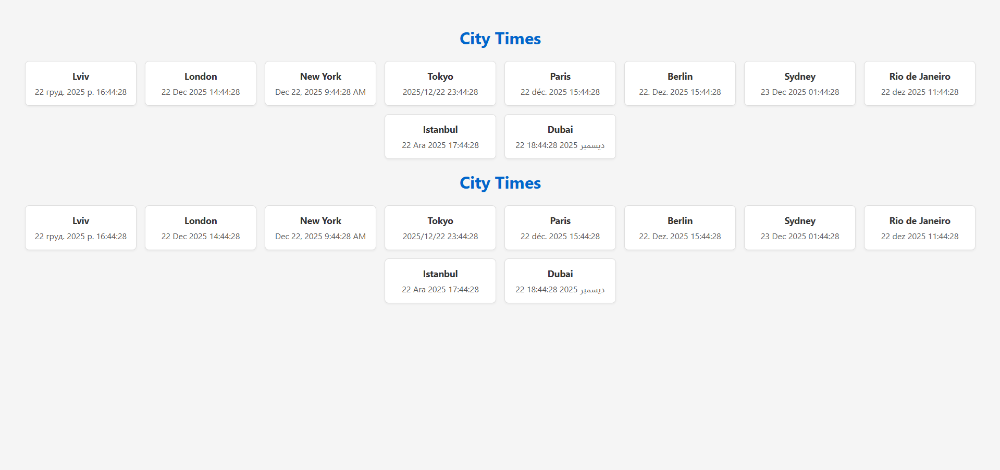 City Times
Lviv
22 груд. 2025 р. 16:44:28
London
22 Dec 2025 14:44:28
New York
Dec 22, 2025 9:44:28 AM
Tokyo
2025/12/22 23:44:28
Paris
22 déc. 2025 15:44:28
Berlin
22. Dez. 2025 15:44:28
Sydney
23 Dec 2025 01:44:28
Rio de Janeiro
22 dez 2025 11:44:28
Istanbul
22 Ara 2025 17:44:28
Dubai
22 ديسمبر 2025 18:44:28
City Times
Lviv
22 груд. 2025 р. 16:44:28
London
22 Dec 2025 14:44:28
New York
Dec 22, 2025 9:44:28 AM
Tokyo
2025/12/22 23:44:28
Paris
22 déc. 2025 15:44:28
Berlin
22. Dez. 2025 15:44:28
Sydney
23 Dec 2025 01:44:28
Rio de Janeiro
22 dez 2025 11:44:28
Istanbul
22 Ara 2025 17:44:28
Dubai
22 ديسمبر 2025 18:44:28